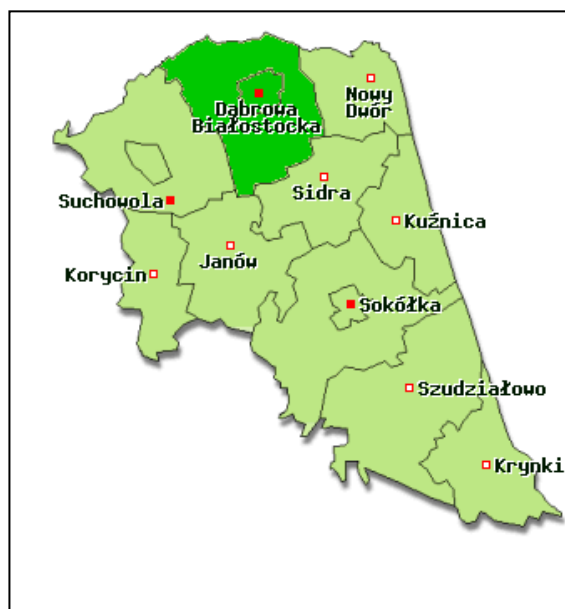 Nowy
Dwór
Dąbrowa
Białostocka
Sidra
Suchowola
Kuźnica
Janów
Korycin
Sokółka
Szudziałowo
Krynki